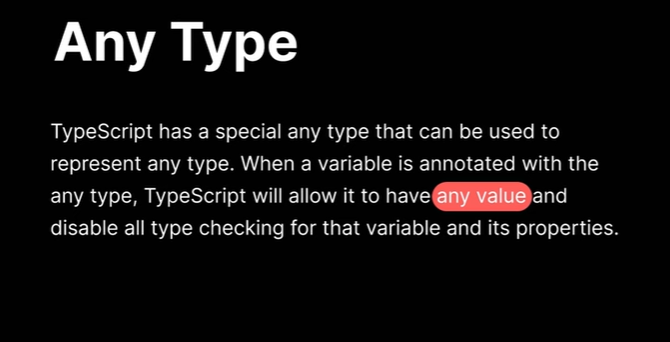 Any Type
TypeScript has a special any type that can be used to
represent any type. When a variable is annotated with the
any type, TypeScript will allow it to have any value and
disable all type checking for that variable and its properties.